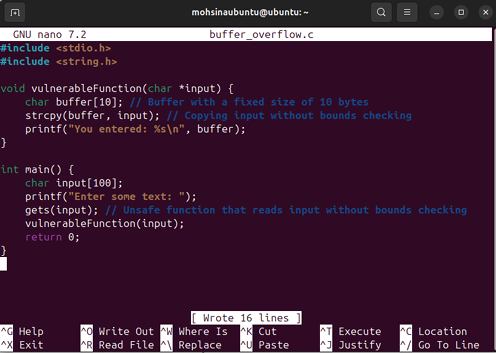 mohsinaubuntu@ubuntu: ~
GNU nano 7.2 buffer_overflow.c
#include <stdio.h>
#include <string.h>

void vulnerableFunction(char *input) {
    char buffer[10]; // Buffer with a fixed size of 10 bytes
    strcpy(buffer, input); // Copying input without bounds checking
    printf("You entered: %s\n", buffer);
}

int main() {
    char input[100];
    printf("Enter some text: ");
    gets(input); // Unsafe function that reads input without bounds checking
    vulnerableFunction(input);
    return 0;
}
[ Wrote 16 lines ]
^G Help ^O Write Out ^W Where Is ^K Cut ^T Execute ^C Location
^X Exit ^R Read File ^\ Replace ^U Paste ^J Justify ^/ Go To Line